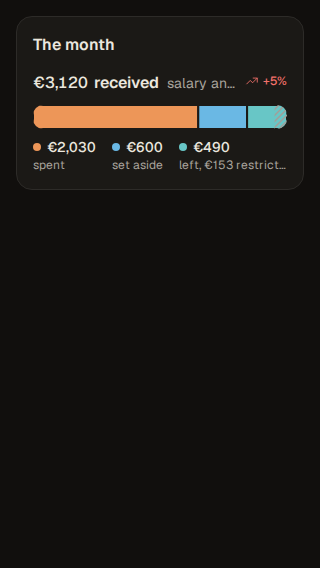 The month
€3,120 received salary an... +5%
€2,030 €600 €490
spent set aside left, €153 restrict...